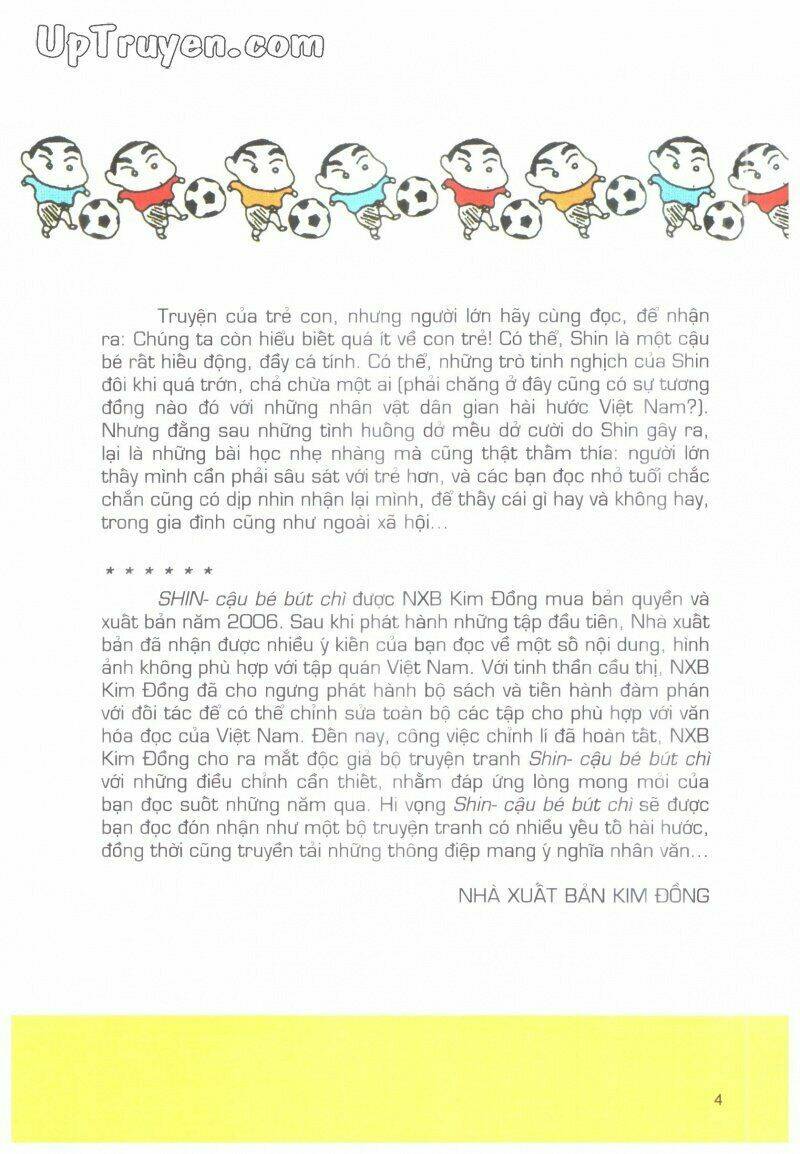 UpTruyen.com
Truyện của trẻ con, nhưng người lớn hãy cùng đọc, để nhận
ra: Chúng ta còn hiểu biết quá ít về con trẻ! Có thể, Shin là một cậu
bé rất hiếu động, đầy cá tính. Có thể, những trò tinh nghịch của Shin
đôi khi quá trớn, chả chừa một ai (phải chăng ở đây cũng có sự tương
đồng nào đó với những nhân vật dân gian hài hước Việt Nam?).
Nhưng đằng sau những tình huống dở mếu dở cười do Shin gây ra,
lại là những bài học nhẹ nhàng mà cũng thật thấm thía: người lớn
thấy mình cần phải sâu sát với trẻ hơn, và các bạn đọc nhỏ tuổi chắc
chắn cũng có dịp nhìn nhận lại mình, để thấy cái gì hay và không hay,
trong gia đình cũng như ngoài xã hội...
* * * * * *
SHIN- cậu bé bút chì được NXB Kim Đồng mua bản quyền và
xuất bản năm 2006. Sau khi phát hành những tập đầu tiên, Nhà xuất
bản đã nhận được nhiều ý kiến của bạn đọc về một số nội dung, hình
ảnh không phù hợp với tập quán Việt Nam. Với tinh thần cầu thị, NXB
Kim Đồng đã cho ngưng phát hành bộ sách và tiến hành đàm phán
với đối tác để có thể chỉnh sửa toàn bộ các tập cho phù hợp với văn
hóa đọc của Việt Nam. Đến nay, công việc chỉnh lí đã hoàn tất, NXB
Kim Đồng cho ra mắt độc giả bộ truyện tranh Shin- cậu bé bút chì
với những điều chỉnh cần thiết, nhằm đáp ứng lòng mong mỏi của
bạn đọc suốt những năm qua. Hi vọng Shin- cậu bé bút chì sẽ được
bạn đọc đón nhận như một bộ truyện tranh có nhiều yếu tố hài hước,
đồng thời cũng truyền tải những thông điệp mang ý nghĩa nhân văn...
NHÀ XUẤT BẢN KIM ĐỒNG
4